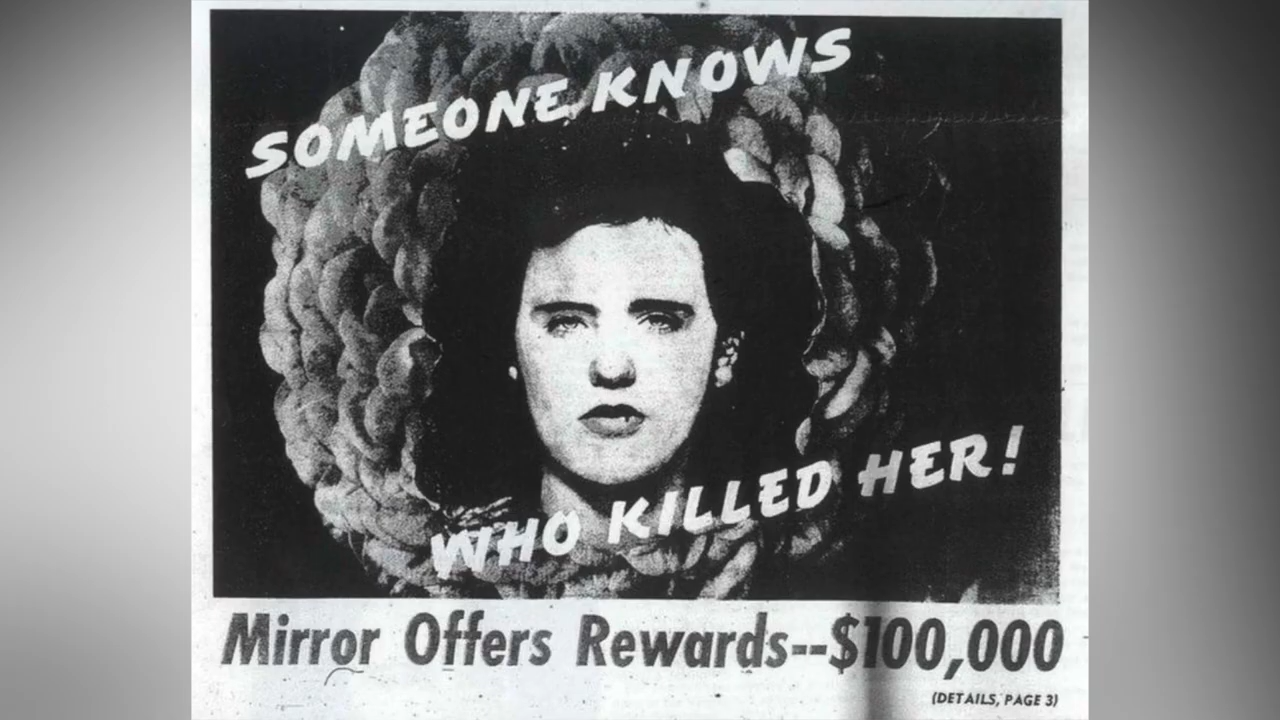 SOMEONE KNOWS
WHO KILLED HER!
Mirror Offers Rewards--$100,000
(DETAILS, PAGE 3)